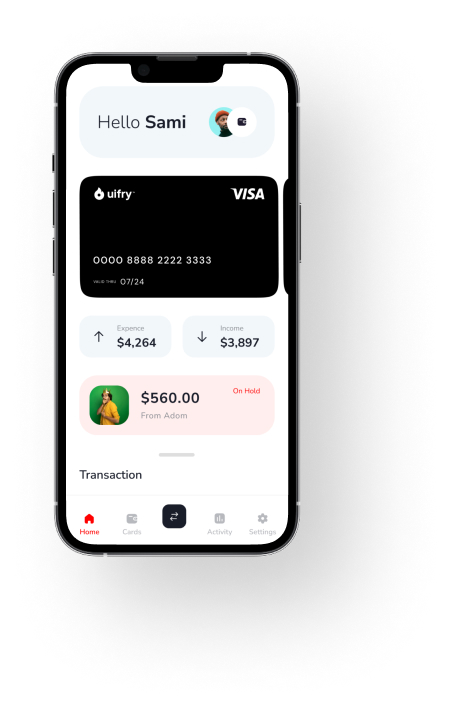 Hello Sami
uifry™
VISA
0000 8888 2222 3333
VALID THRU 07/24
Expence
$4,264
Income
$3,897
$560.00
On Hold
From Adom
Transaction
Home
Cards
Activity
Settings